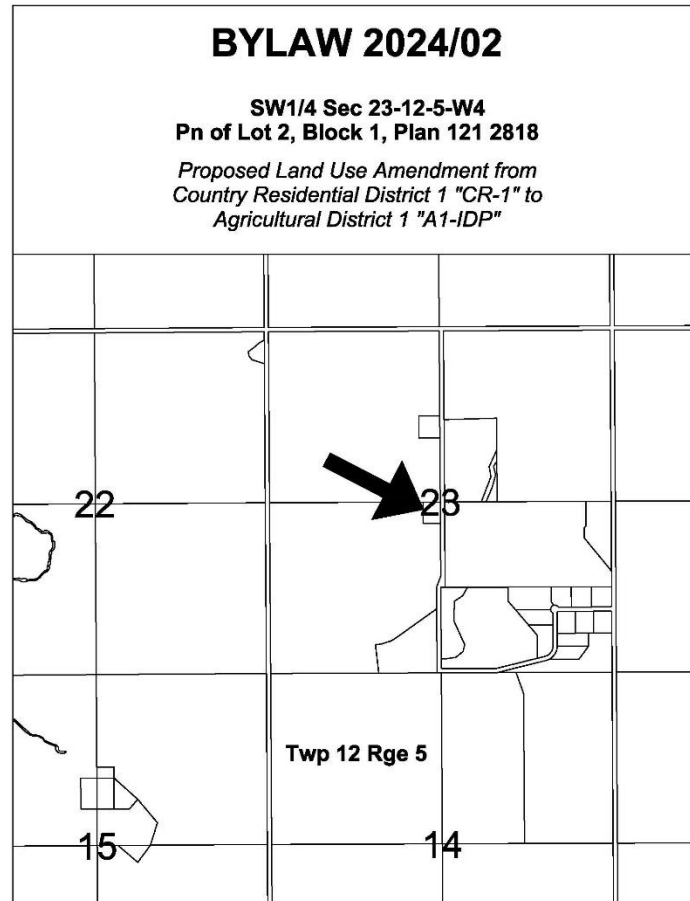 BYLAW 2024/02
SW1/4 Sec 23-12-5-W4
Pn of Lot 2, Block 1, Plan 121 2818
Proposed Land Use Amendment from
Country Residential District 1 "CR-1" to
Agricultural District 1 "A1-IDP"
22
23
Twp 12 Rge 5
15
14